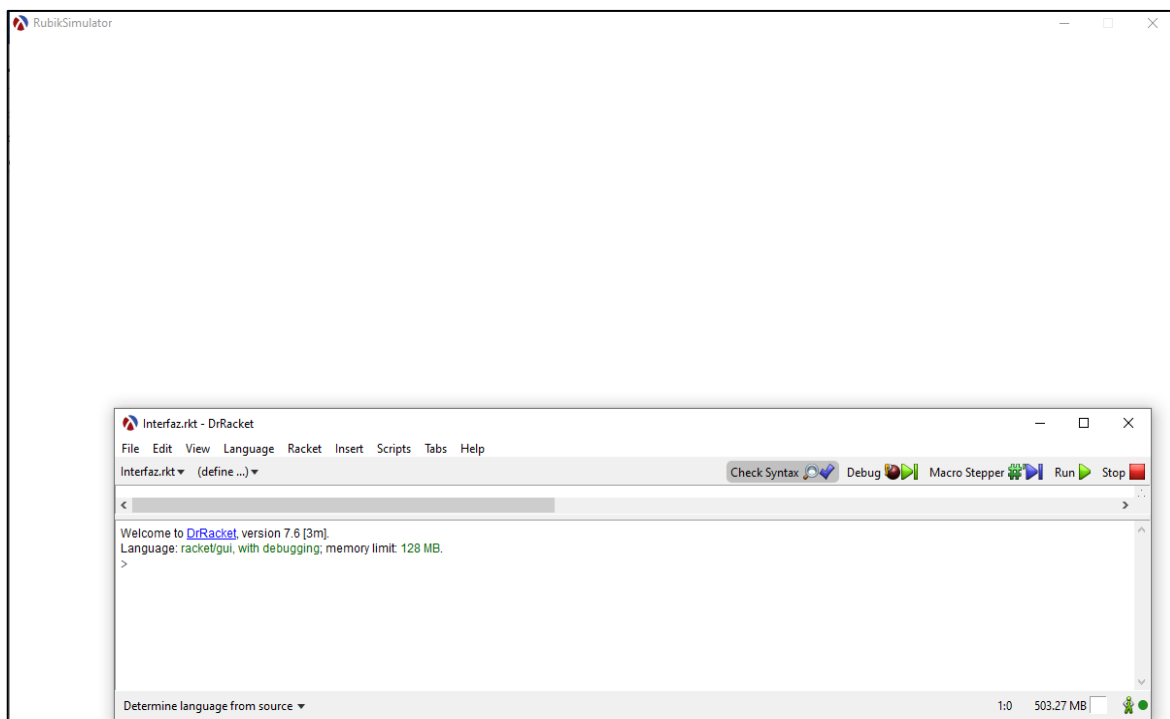 RubikSimulator
Interfaz.rkt - DrRacket
File Edit View Language Racket Insert Scripts Tabs Help
Interfaz.rkt (define ...) Check Syntax Debug Macro Stepper Run Stop
Welcome to DrRacket, version 7.6 [3m].
Language: racket/gui, with debugging; memory limit: 128 MB.
>
Determine language from source 1:0 503.27 MB